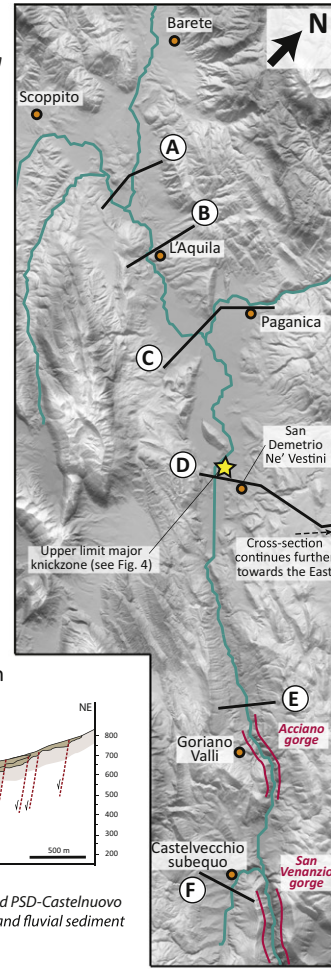 N
Barete
Scoppito
A
B
L'Aquila
Paganica
C
San
Demetrio
Ne' Vestini
D
Upper limit major
knickzone (see Fig. 4)
Cross-section
continues further
towards the East
E
Acciano
gorge
Goriano
Valli
NE
800
700
600
500
400
300
200
500 m
Castelvecchio
subequo
F
San
Venanzio
gorge
PSD-Castelnuovo
and fluvial sediment